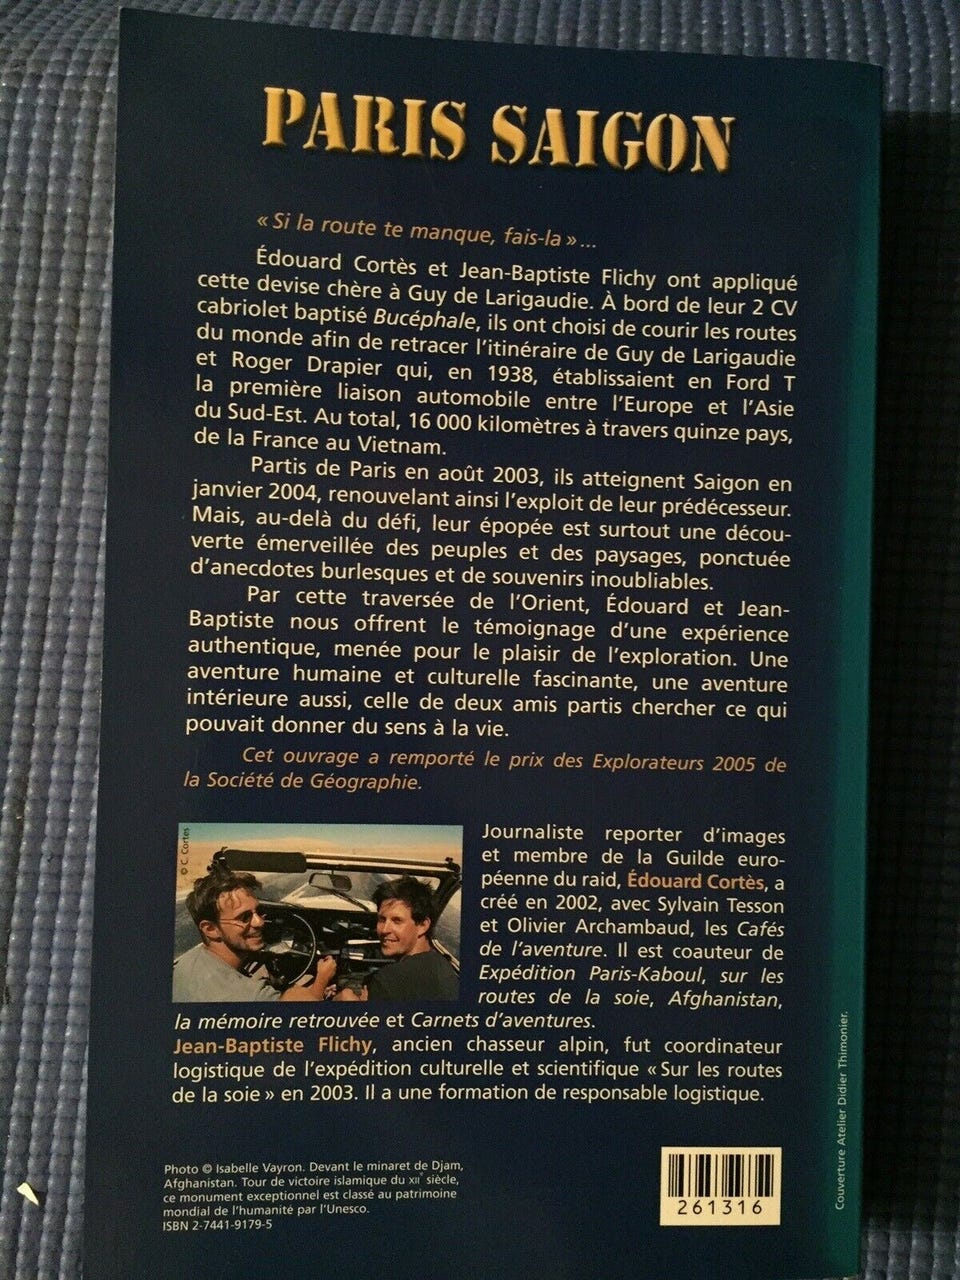 PARIS SAIGON
« Si la route te manque, fais-la » ...
Édouard Cortès et Jean-Baptiste Flichy ont appliqué
cette devise chère à Guy de Larigaudie. À bord de leur 2 CV
cabriolet baptisé Bucéphale, ils ont choisi de courir les routes
du monde afin de retracer l'itinéraire de Guy de Larigaudie
et Roger Drapier qui, en 1938, établissaient en Ford T
la première liaison automobile entre l'Europe et l'Asie
du Sud-Est. Au total, 16 000 kilomètres à travers quinze pays,
de la France au Vietnam.
Partis de Paris en août 2003, ils atteignent Saigon en
janvier 2004, renouvelant ainsi l'exploit de leur prédécesseur.
Mais, au-delà du défi, leur épopée est surtout une décou-
verte émerveillée des peuples et des paysages, ponctuée
d'anecdotes burlesques et de souvenirs inoubliables.
Par cette traversée de l'Orient, Édouard et Jean-
Baptiste nous offrent le témoignage d'une expérience
authentique, menée pour le plaisir de l'exploration. Une
aventure humaine et culturelle fascinante, une aventure
intérieure aussi, celle de deux amis partis chercher ce qui
pouvait donner du sens à la vie.
Cet ouvrage a remporté le prix des Explorateurs 2005 de
la Société de Géographie.
© C. Cortes
Journaliste reporter d'images
et membre de la Guilde euro-
péenne du raid, Édouard Cortès, a
créé en 2002, avec Sylvain Tesson
et Olivier Archambaud, les Cafés
de l'aventure. Il est coauteur de
Expédition Paris-Kaboul, sur les
routes de la soie, Afghanistan,
la mémoire retrouvée et Carnets d'aventures.
Jean-Baptiste Flichy, ancien chasseur alpin, fut coordinateur
logistique de l'expédition culturelle et scientifique « Sur les routes
de la soie » en 2003. Il a une formation de responsable logistique.
Photo © Isabelle Vayron. Devant le minaret de Djam,
Afghanistan. Tour de victoire islamique du XIIe siècle,
ce monument exceptionnel est classé au patrimoine
mondial de l'humanité par l'Unesco.
ISBN 2-7441-9179-5
261316
Couverture Atelier Didier Thimonier.